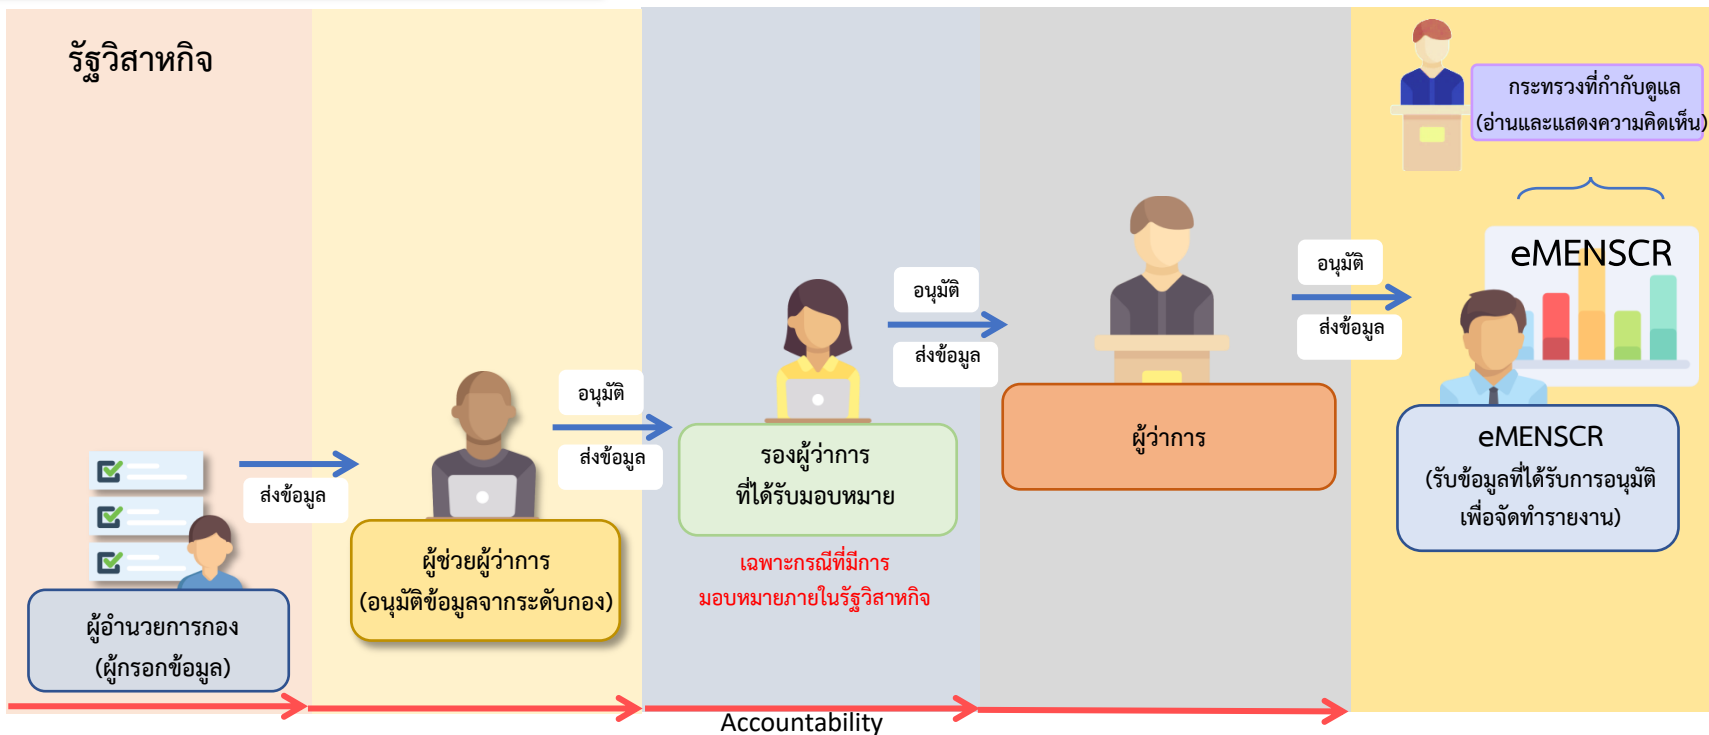 รัฐวิสาหกิจ
ผู้อำนวยการกอง
(ผู้กรอกข้อมูล)
ส่งข้อมูล
ผู้ช่วยผู้ว่าการ
(อนุมัติข้อมูลจากระดับกอง)
อนุมัติ
ส่งข้อมูล
รองผู้ว่าการ
ที่ได้รับมอบหมาย
เฉพาะกรณีที่มีการ
มอบหมายภายในรัฐวิสาหกิจ
อนุมัติ
ส่งข้อมูล
ผู้ว่าการ
อนุมัติ
ส่งข้อมูล
กระทรวงที่กำกับดูแล
(อ่านและแสดงความคิดเห็น)
eMENSCR
eMENSCR
(รับข้อมูลที่ได้รับการอนุมัติ
เพื่อจัดทำรายงาน)
Accountability